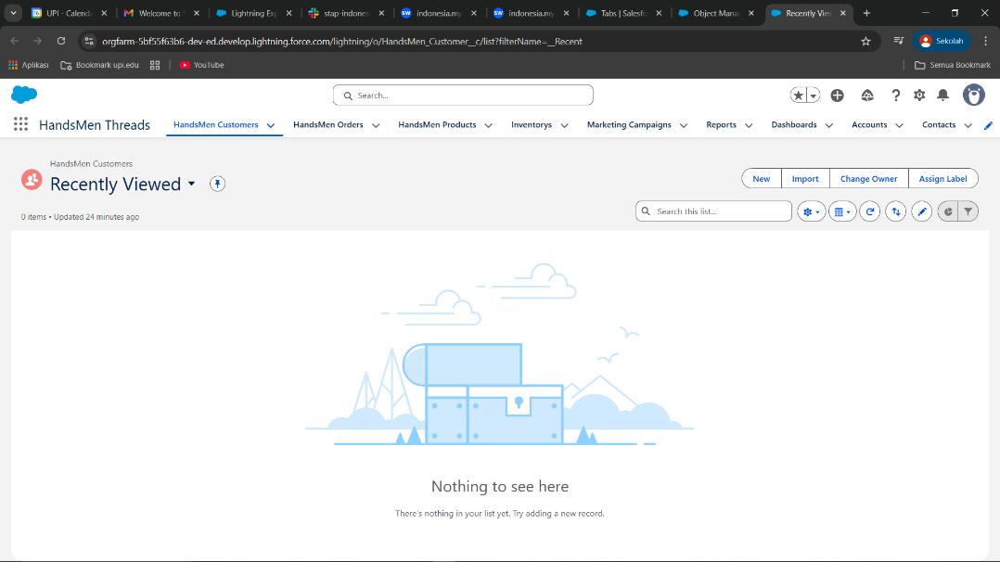 UPI - Calenda
Welcome to S
Lightning Exp
stap-indones
indonesia.my
indonesia.my
Tabs | Salesfo
Object Mana
Recently View
orgfarm-5bf55f63b6-dev-ed.develop.lightning.force.com/lightning/o/HandsMen_Customer__c/list?filterName=__Recent
Sekolah
Aplikasi
Bookmark upi.edu
YouTube
Semua Bookmark
Search...
HandsMen Threads
HandsMen Customers
HandsMen Orders
HandsMen Products
Inventorys
Marketing Campaigns
Reports
Dashboards
Accounts
Contacts
HandsMen Customers
Recently Viewed
New
Import
Change Owner
Assign Label
0 items • Updated 24 minutes ago
Search this list...
Nothing to see here
There's nothing in your list yet. Try adding a new record.